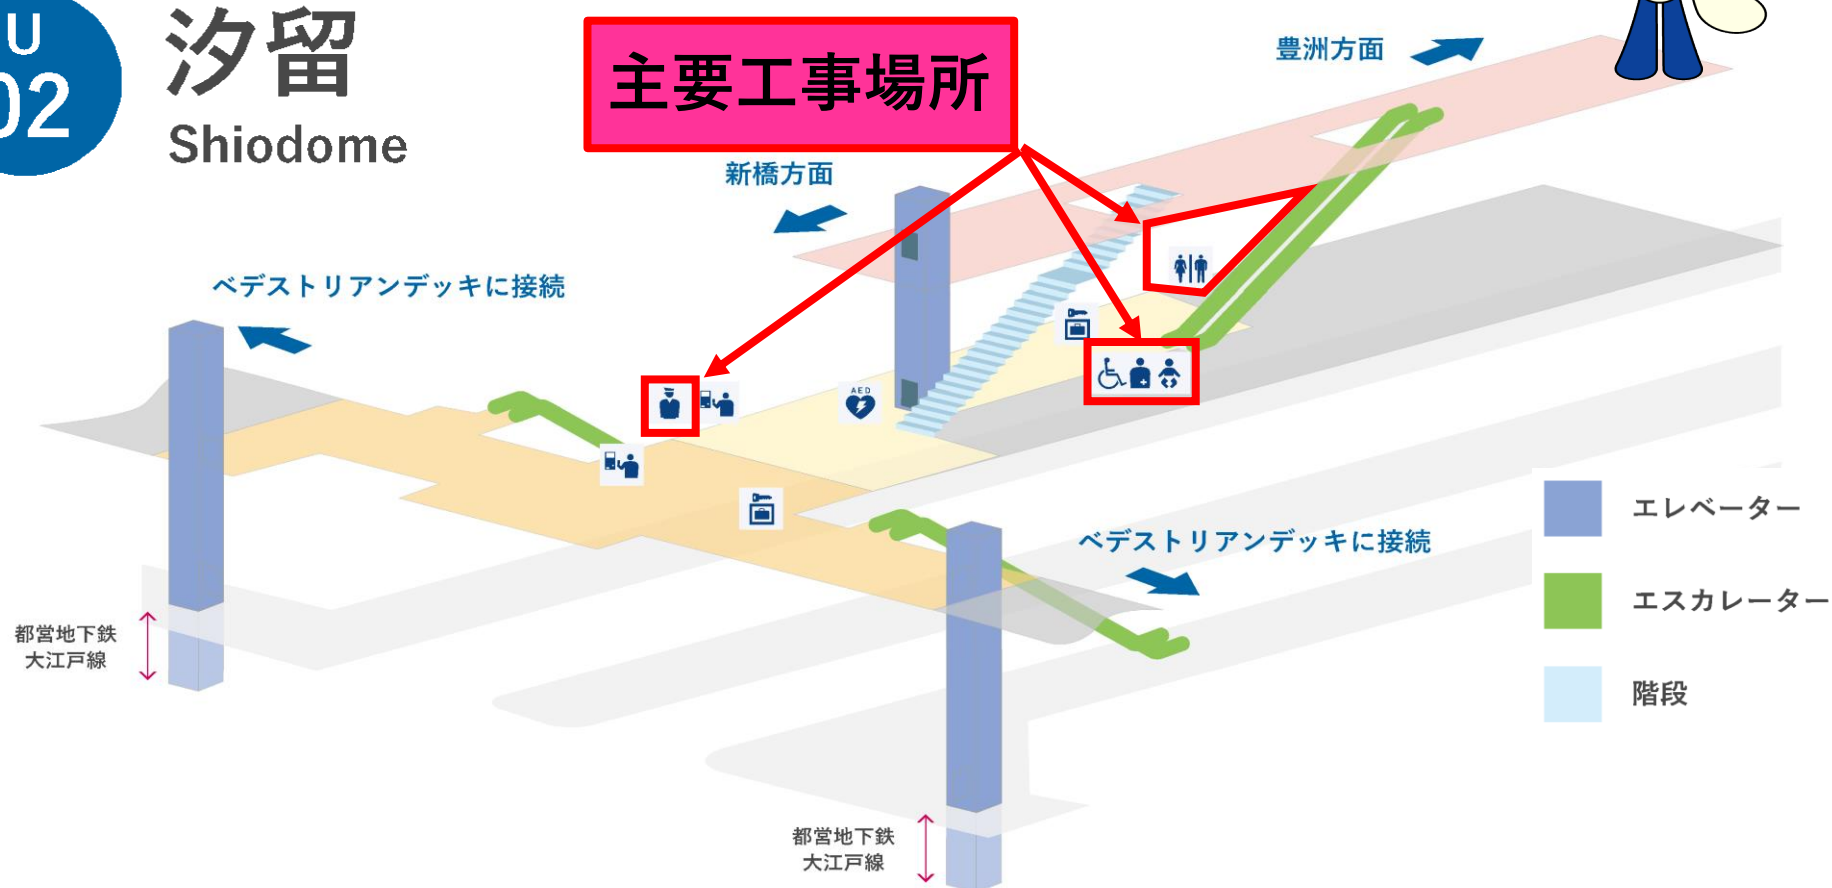 U
02
汐留
Shiodome
主要工事場所
豊洲方面
新橋方面
ペデストリアンデッキに接続
AED
ペデストリアンデッキに接続
エレベーター
エスカレーター
階段
都営地下鉄
大江戸線
都営地下鉄
大江戸線